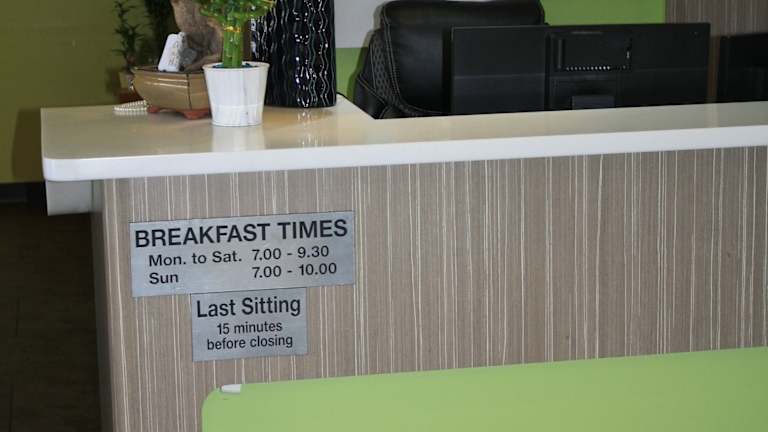 BREAKFAST TIMES
Mon. to Sat. 7.00 - 9.30
Sun 7.00 - 10.00
Last Sitting
15 minutes
before closing